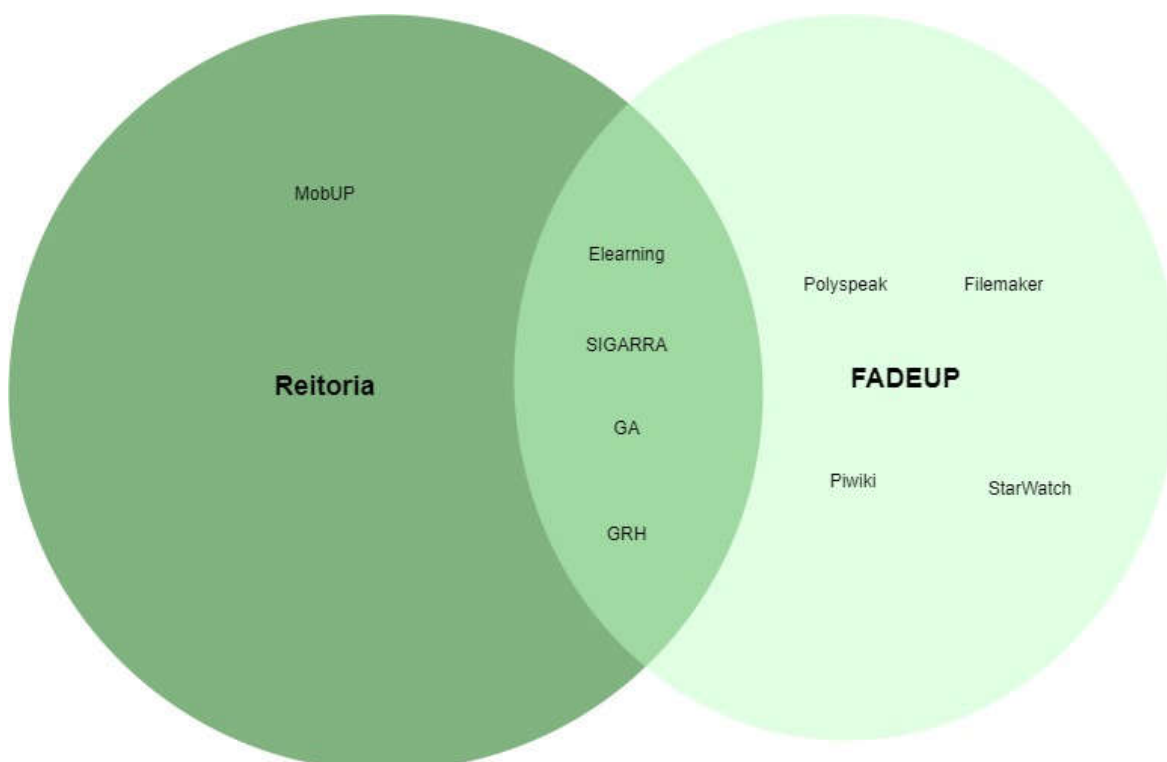 MobUP
Elearning
Polyspeak
Filemaker
SIGARRA
Reitoria
FADEUP
GA
Piwiki
StarWatch
GRH